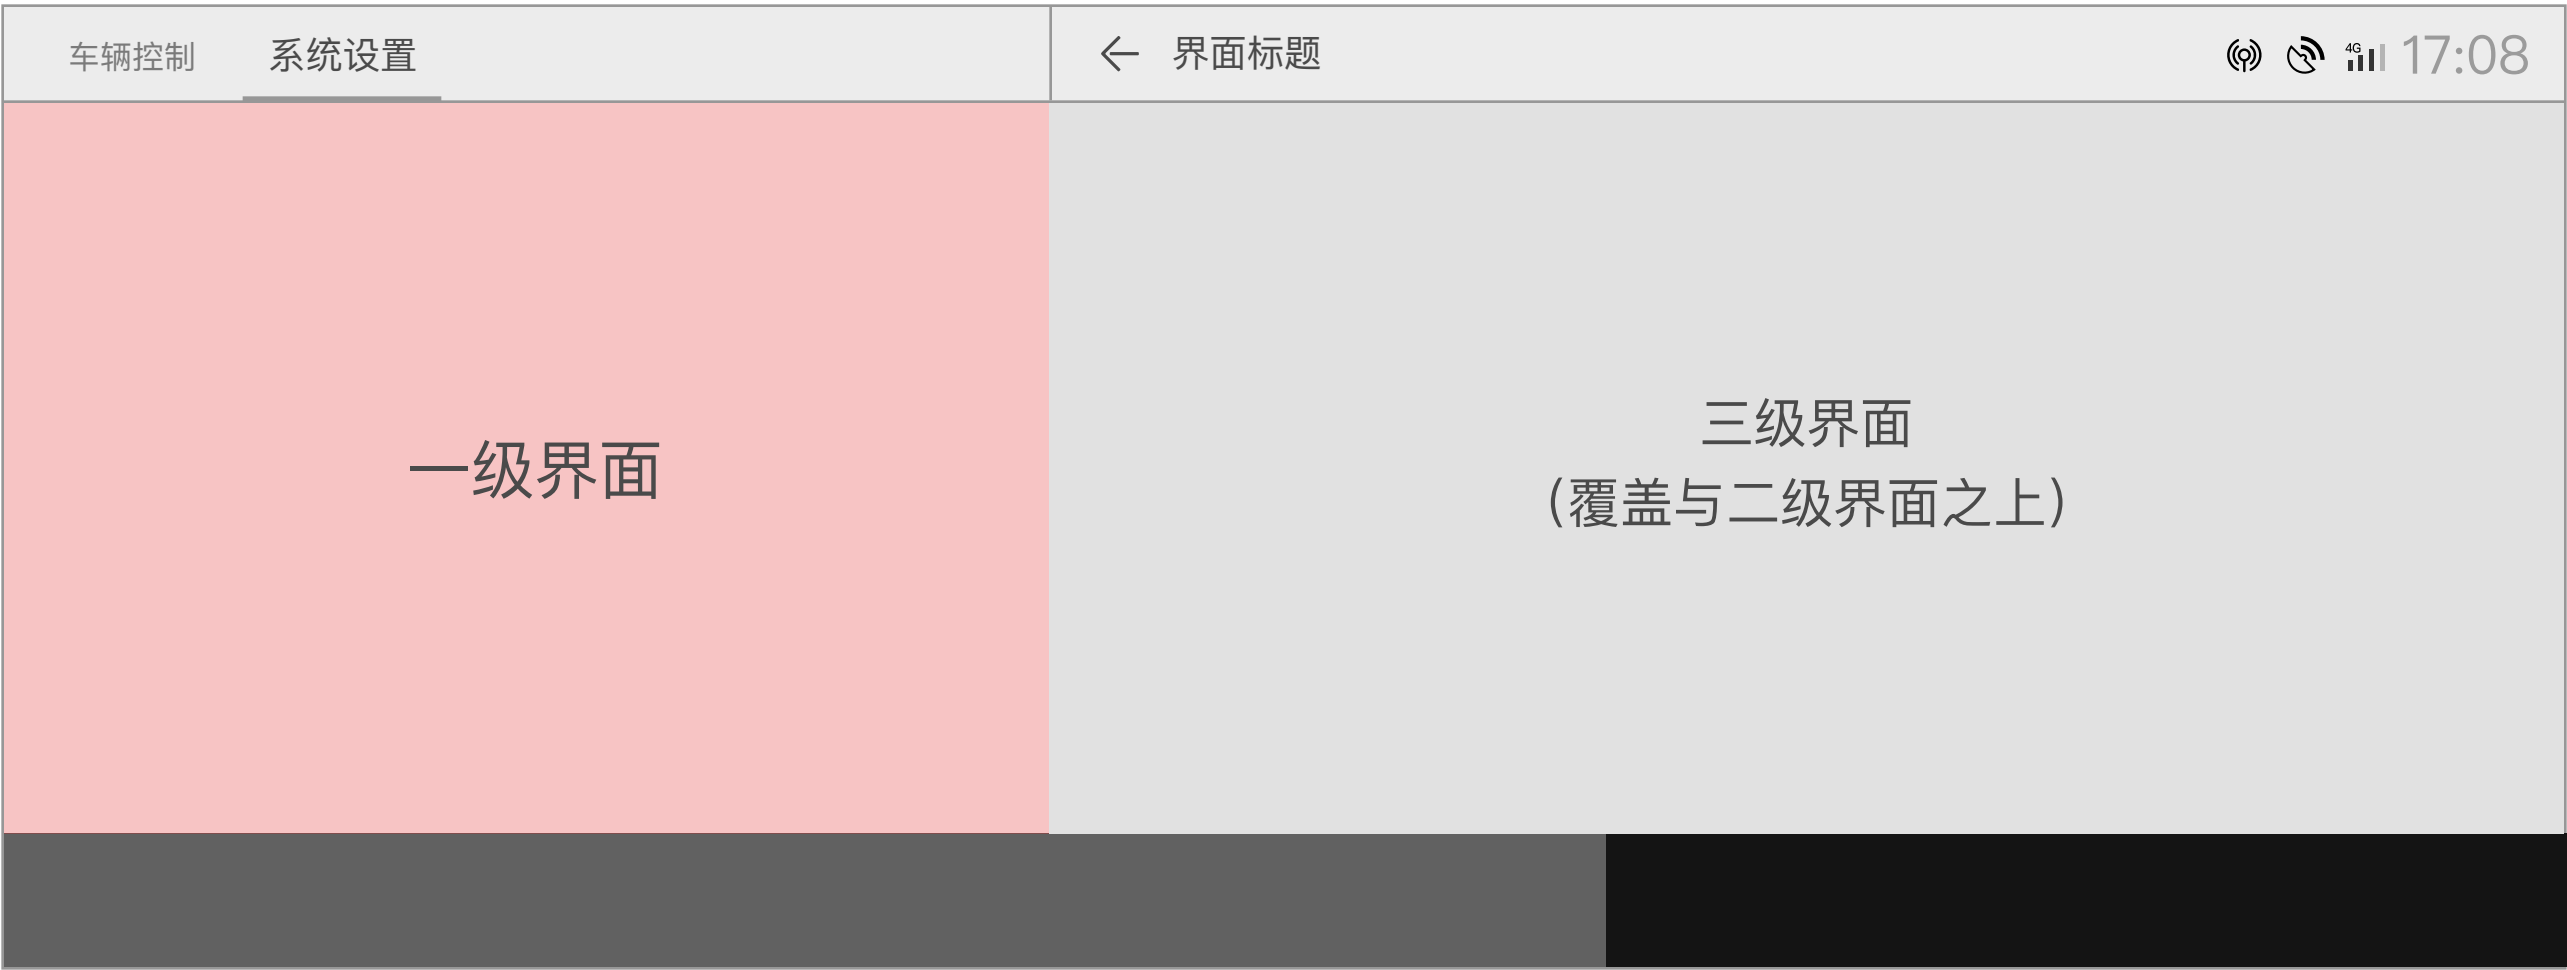 车辆控制 系统设置
界面标题
4G 17:08
一级界面
三级界面
(覆盖与二级界面之上)